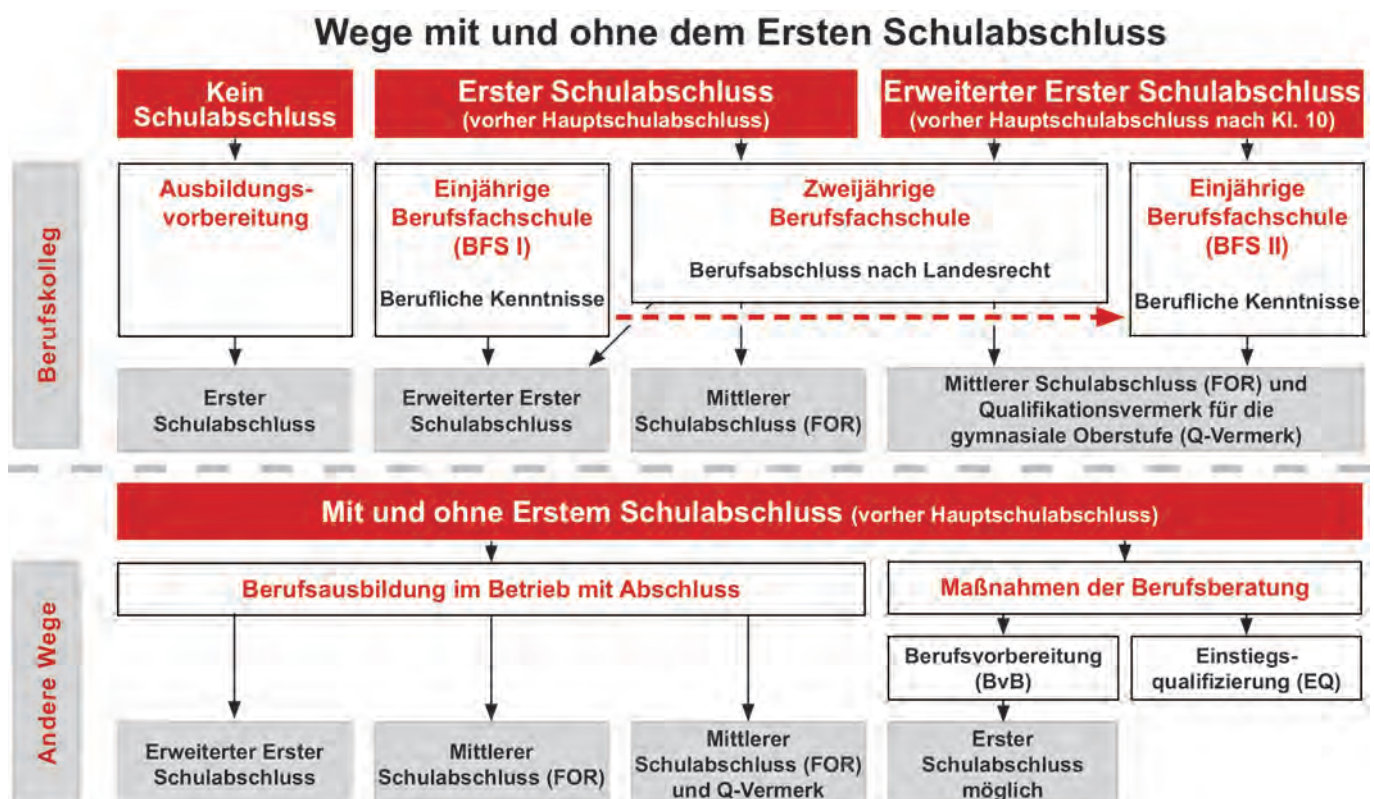 Wege mit und ohne dem Ersten Schulabschluss
Kein
Schulabschluss
Erster Schulabschluss
(vorher Hauptschulabschluss)
Erweiterter Erster Schulabschluss
(vorher Hauptschulabschluss nach Kl. 10)
Berufskolleg
Ausbildungs-
vorbereitung
Einjährige
Berufsfachschule
(BFS I)
Berufliche Kenntnisse
Zweijährige
Berufsfachschule
Berufsabschluss nach Landesrecht
Einjährige
Berufsfachschule
(BFS II)
Berufliche Kenntnisse
Erster
Schulabschluss
Erweiterter Erster
Schulabschluss
Mittlerer
Schulabschluss (FOR)
Mittlerer Schulabschluss (FOR) und
Qualifikationsvermerk für die
gymnasiale Oberstufe (Q-Vermerk)
Mit und ohne Erstem Schulabschluss (vorher Hauptschulabschluss)
Andere Wege
Berufsausbildung im Betrieb mit Abschluss
Maßnahmen der Berufsberatung
Berufsvorbereitung
(BvB)
Einstiegs-
qualifizierung (EQ)
Erweiterter Erster
Schulabschluss
Mittlerer
Schulabschluss (FOR)
Mittlerer
Schulabschluss (FOR)
und Q-Vermerk
Erster
Schulabschluss
möglich